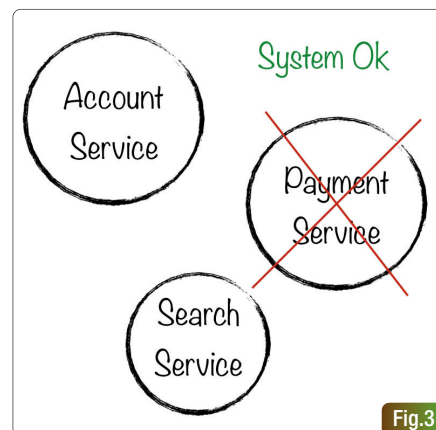 System Ok
Account
Service
Payment
Service
Search
Service
Fig.3